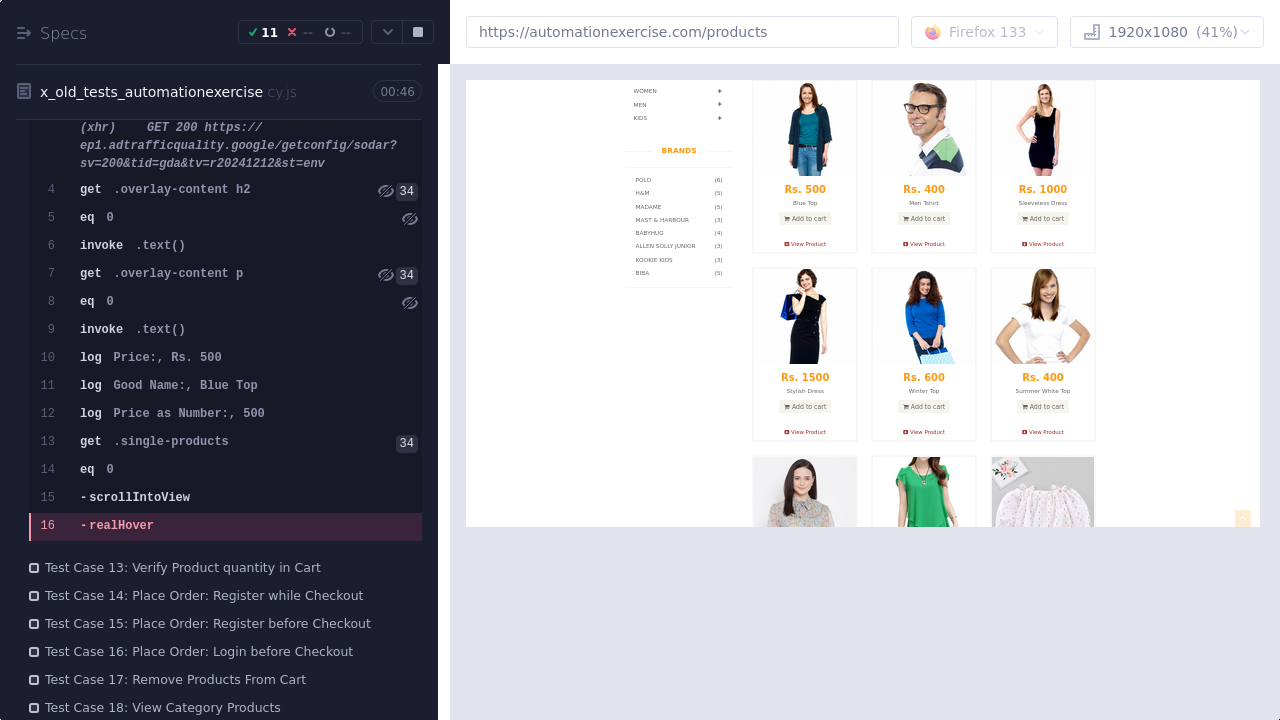 Specs
11
--
--
https://automationexercise.com/products
Firefox 133
1920x1080 (41%)
x_old_tests_automationexercise cy.js
00:46
(xhr) GET 200 https://
ep1.adtrafficquality.google/getconfig/sodar?
sv=200&tid=gda&tv=r20241212&st=env
4 get .overlay-content h2 34
5 eq 0
6 invoke .text()
7 get .overlay-content p 34
8 eq 0
9 invoke .text()
10 log Price:, Rs. 500
11 log Good Name:, Blue Top
12 log Price as Number:, 500
13 get .single-products 34
14 eq 0
15 -scrollIntoView
16 -realHover
Test Case 13: Verify Product quantity in Cart
Test Case 14: Place Order: Register while Checkout
Test Case 15: Place Order: Register before Checkout
Test Case 16: Place Order: Login before Checkout
Test Case 17: Remove Products From Cart
Test Case 18: View Category Products
WOMEN +
MEN +
KIDS +
BRANDS
POLO (6)
H&M (5)
MADAME (5)
MAST & HARBOUR (3)
BABYHUG (4)
ALLEN SOLLY JUNIOR (3)
KOOKIE KIDS (3)
BIBA (5)
Rs. 500
Blue Top
Add to cart
View Product
Rs. 400
Men Tshirt
Add to cart
View Product
Rs. 1000
Sleeveless Dress
Add to cart
View Product
Rs. 1500
Stylish Dress
Add to cart
View Product
Rs. 600
Winter Top
Add to cart
View Product
Rs. 400
Summer White Top
Add to cart
View Product